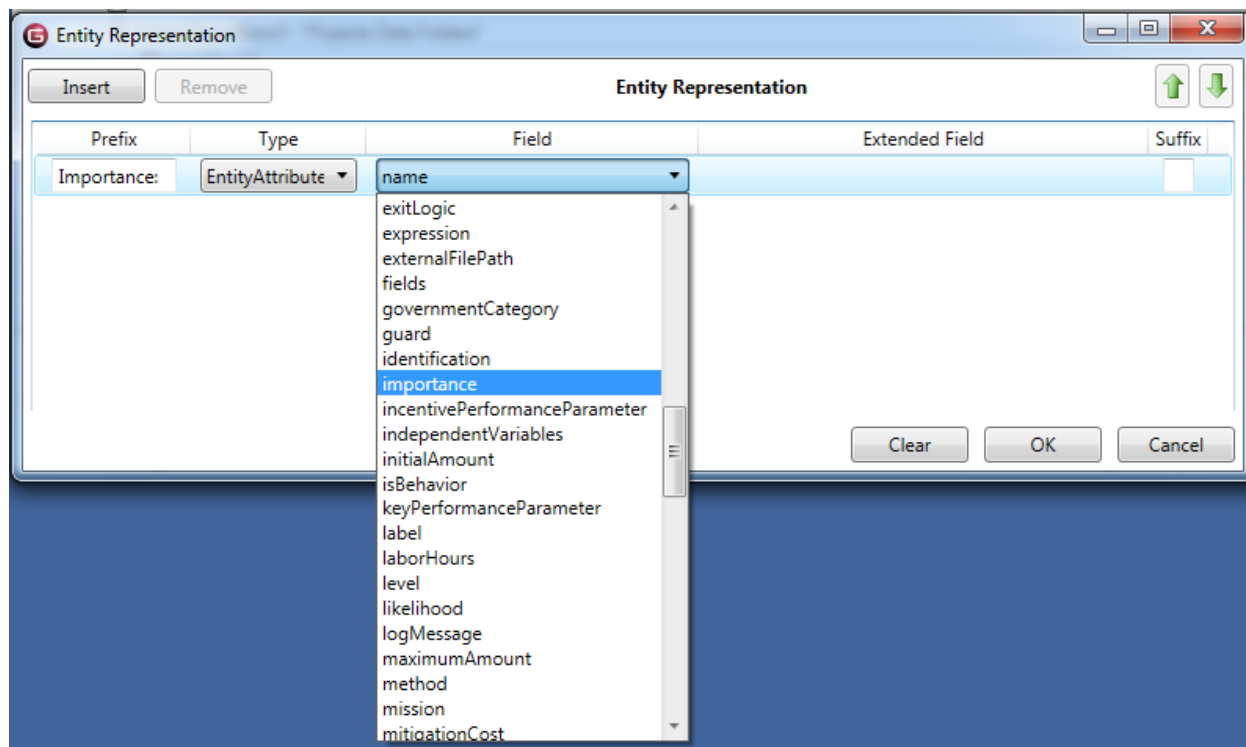 Entity Representation
Insert Remove Entity Representation
Prefix Type Field Extended Field Suffix
Importance: EntityAttribute name
exitLogic
expression
externalFilePath
fields
governmentCategory
guard
identification
importance
incentivePerformanceParameter
independentVariables
initialAmount
Clear OK Cancel
isBehavior
keyPerformanceParameter
label
laborHours
level
likelihood
logMessage
maximumAmount
method
mission
mitigationCost